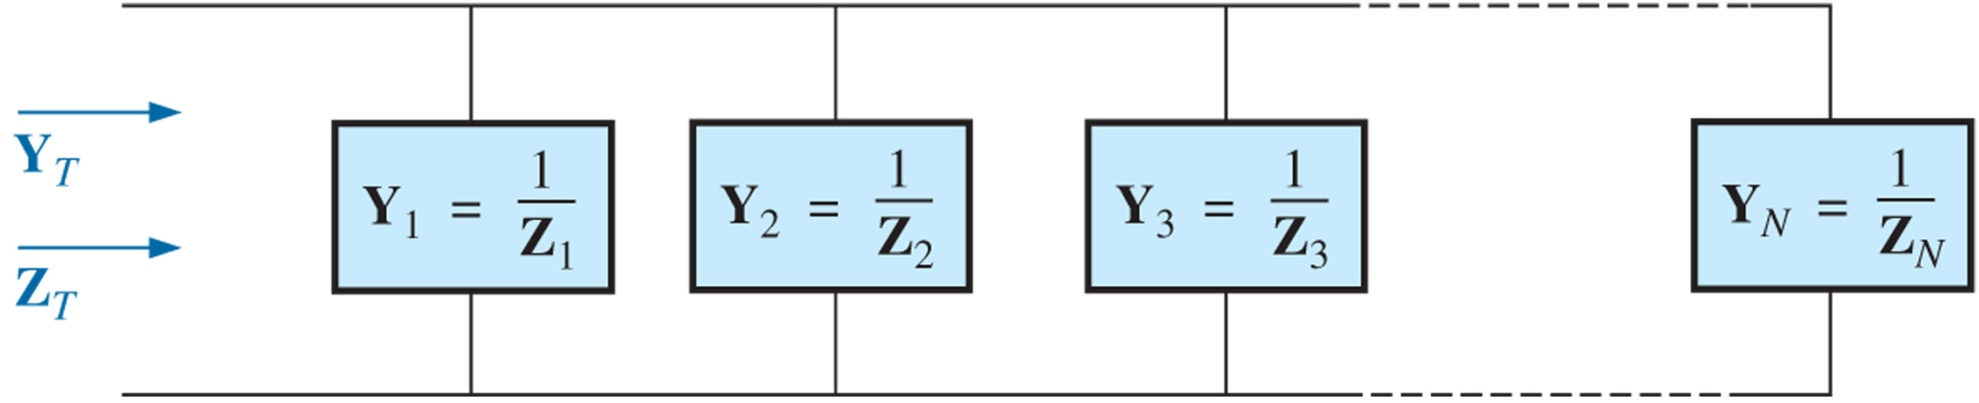 Y_T
Z_T
Y_1 = 1/Z_1
Y_2 = 1/Z_2
Y_3 = 1/Z_3
Y_N = 1/Z_N